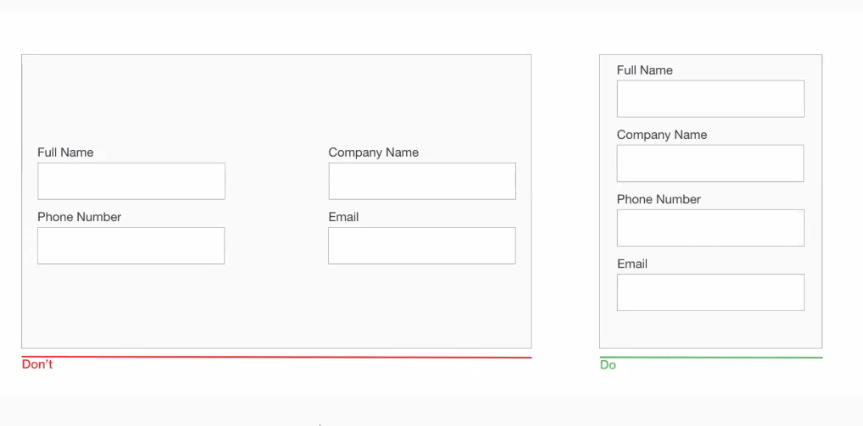 Full Name
Company Name
Phone Number
Email
Don't
Full Name
Company Name
Phone Number
Email
Do